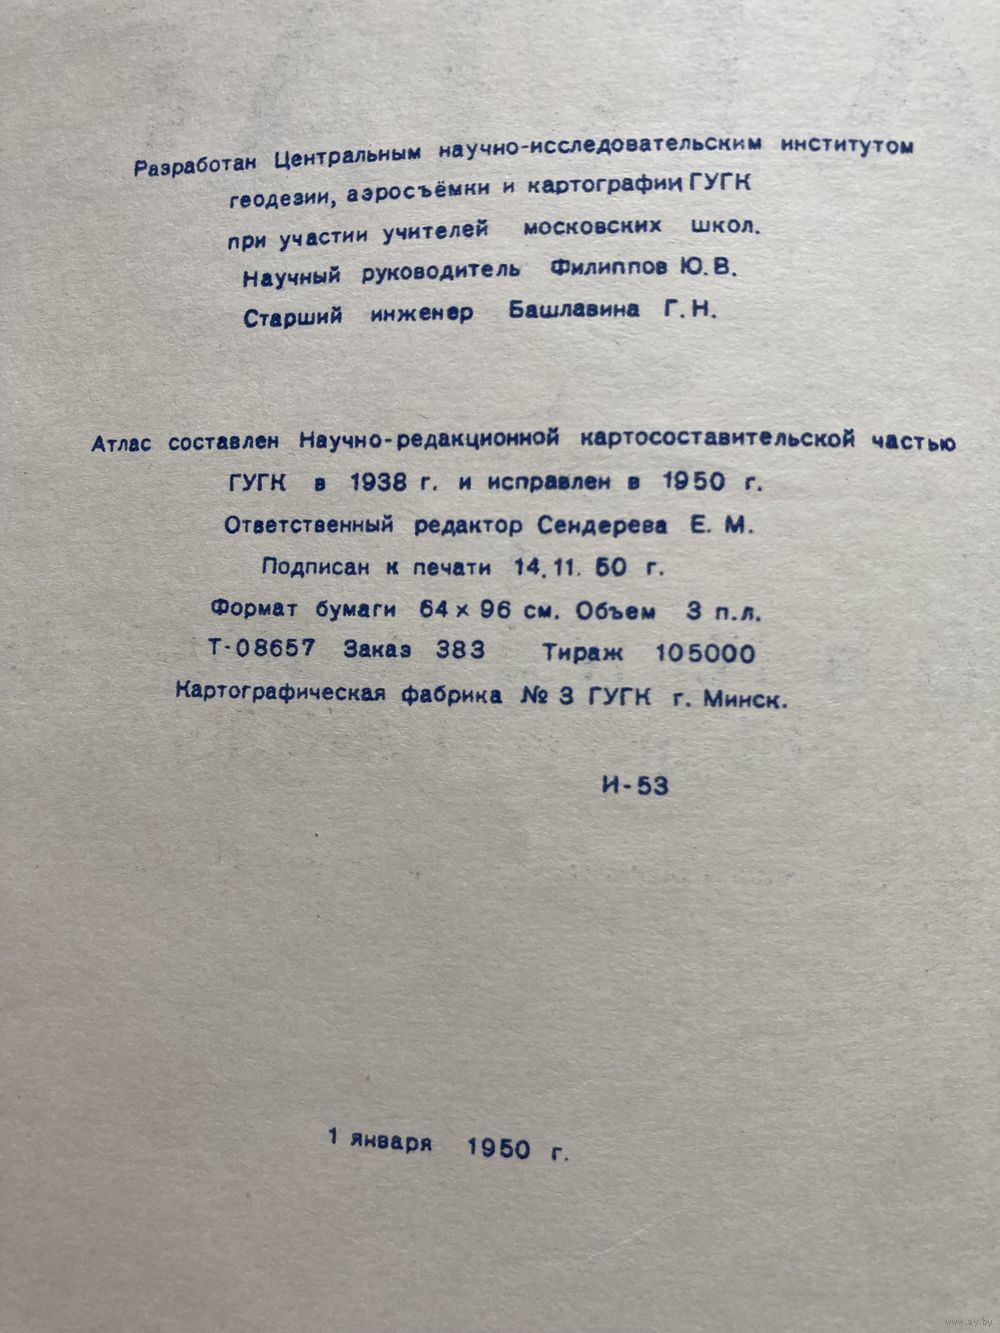 Разработан Центральным научно-исследовательским институтом
геодезии, аэросъёмки и картографии ГУГК
при участии учителей московских школ.
Научный руководитель Филиппов Ю. В.
Старший инженер Башлавина Г. Н.
Атлас составлен Научно-редакционной картосоставительской частью
ГУГК в 1938 г. и исправлен в 1950 г.
Ответственный редактор Сендерева Е. М.
Подписан к печати 14. 11. 50 г.
Формат бумаги 64 × 96 см. Объем 3 п.л.
Т-08657 Заказ 383 Тираж 105000
Картографическая фабрика № 3 ГУГК г. Минск.
И-53
1 января 1950 г.
www.ay.by